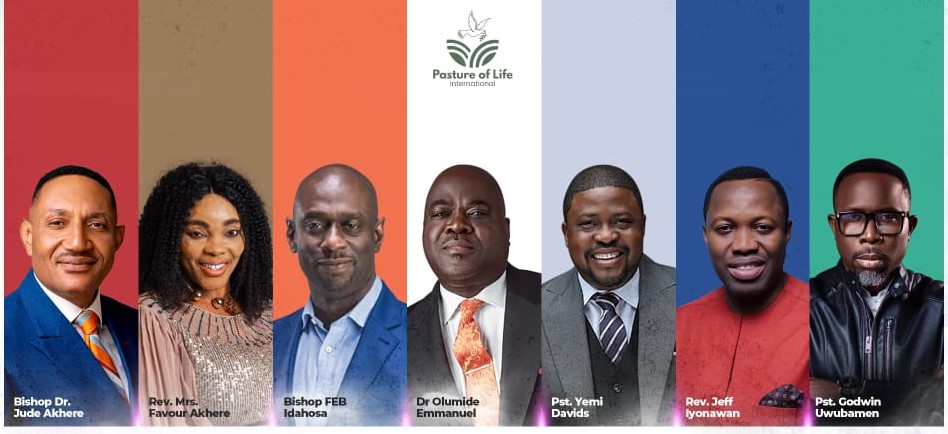 Pasture of Life
International
Bishop Dr.
Jude Akhere
Rev. Mrs.
Favour Akhere
Bishop FEB
Idahosa
Dr Olumide
Emmanuel
Pst. Yemi
Davids
Rev. Jeff
Iyonawan
Pst. Godwin
Uwubamen